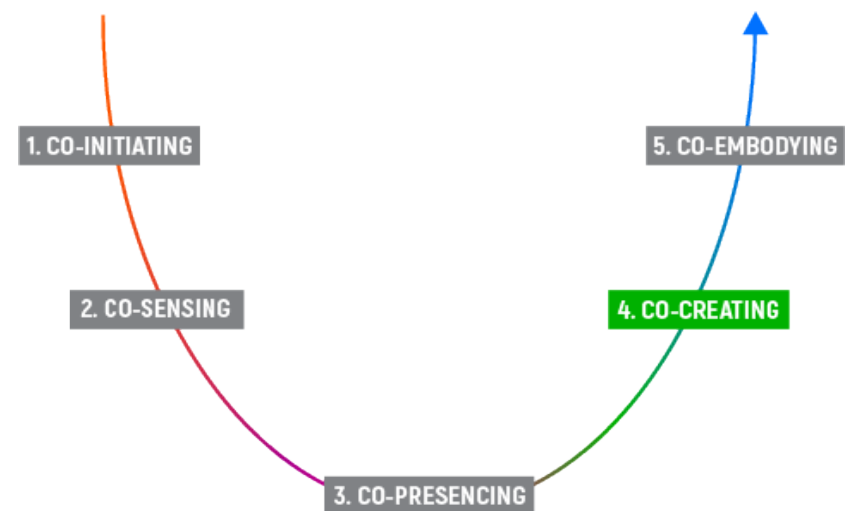 1. CO-INITIATING
2. CO-SENSING
3. CO-PRESENCING
4. CO-CREATING
5. CO-EMBODYING